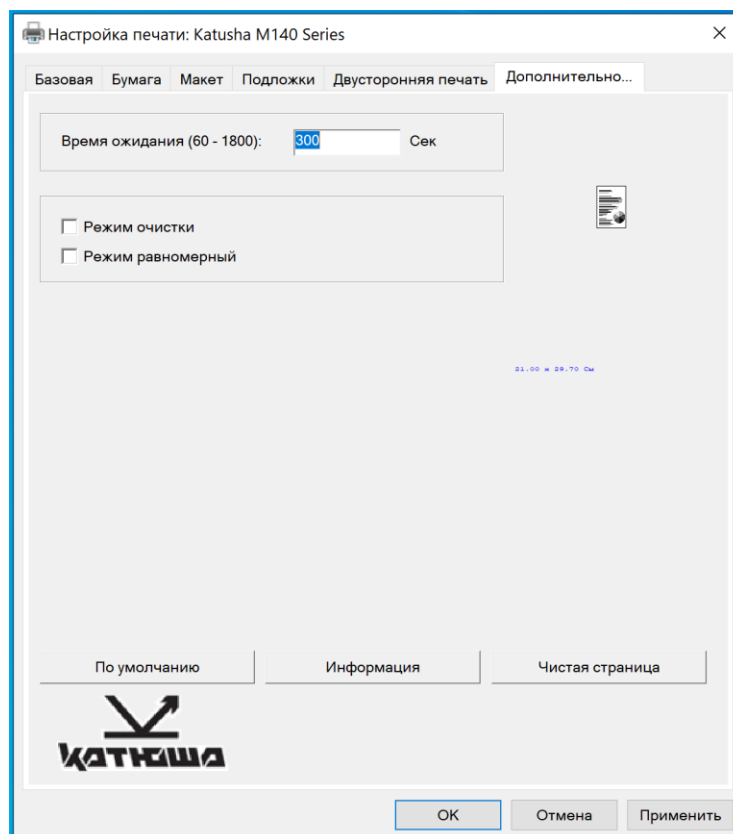 Настройка печати: Katusha M140 Series
Базовая Бумага Макет Подложки Двусторонняя печать Дополнительно...
Время ожидания (60 - 1800): 300 Сек
Режим очистки
Режим равномерный
21.00 x 29.70 См
По умолчанию Информация Чистая страница
катюша
OK Отмена Применить